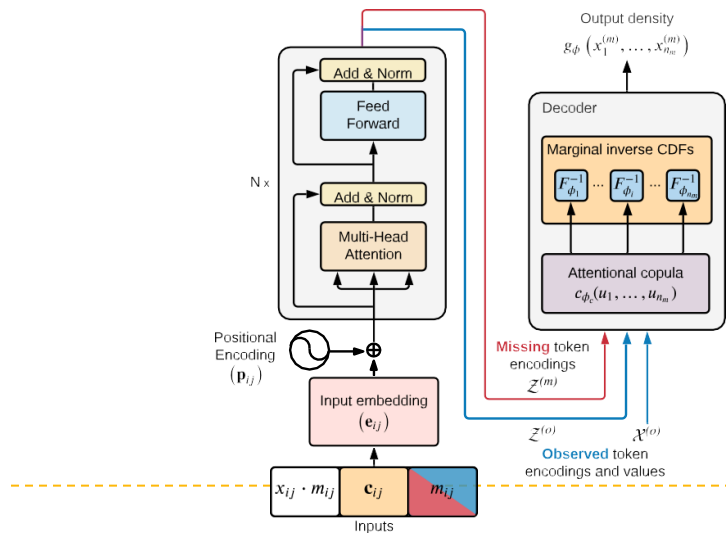 Output density
g_ϕ (x_1^(m), ..., x_{n_m}^(m))
Decoder
Marginal inverse CDFs
F_{ϕ_1}^{-1} ... F_{ϕ_i}^{-1} ... F_{ϕ_{n_m}}^{-1}
Attentional copula
c_{ϕ_c}(u_1, ..., u_{n_m})
Add & Norm
Feed
Forward
N x
Add & Norm
Multi-Head
Attention
Positional
Encoding
(p_ij)
Input embedding
(e_ij)
Missing token
encodings
Z^(m)
Z^(o) X^(o)
Observed token
encodings and values
x_ij · m_ij c_ij m_ij
Inputs